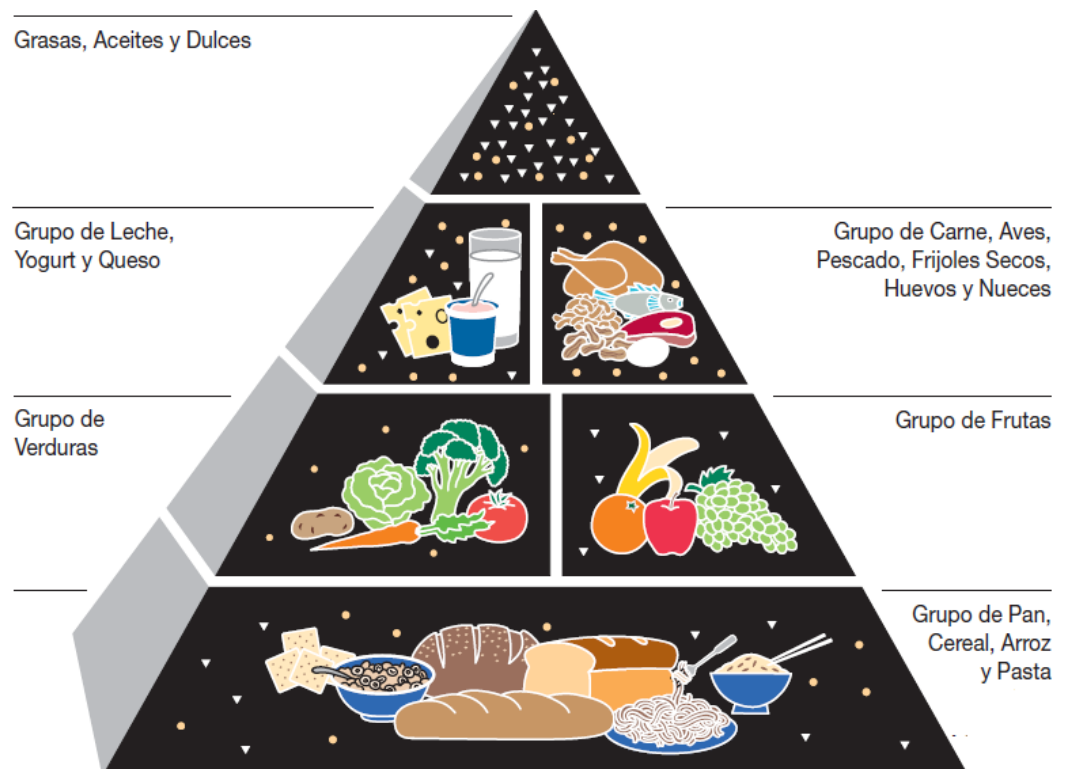 Grasas, Aceites y Dulces
Grupo de Leche,
Yogurt y Queso
Grupo de Carne, Aves,
Pescado, Frijoles Secos,
Huevos y Nueces
Grupo de
Verduras
Grupo de Frutas
Grupo de Pan,
Cereal, Arroz
y Pasta